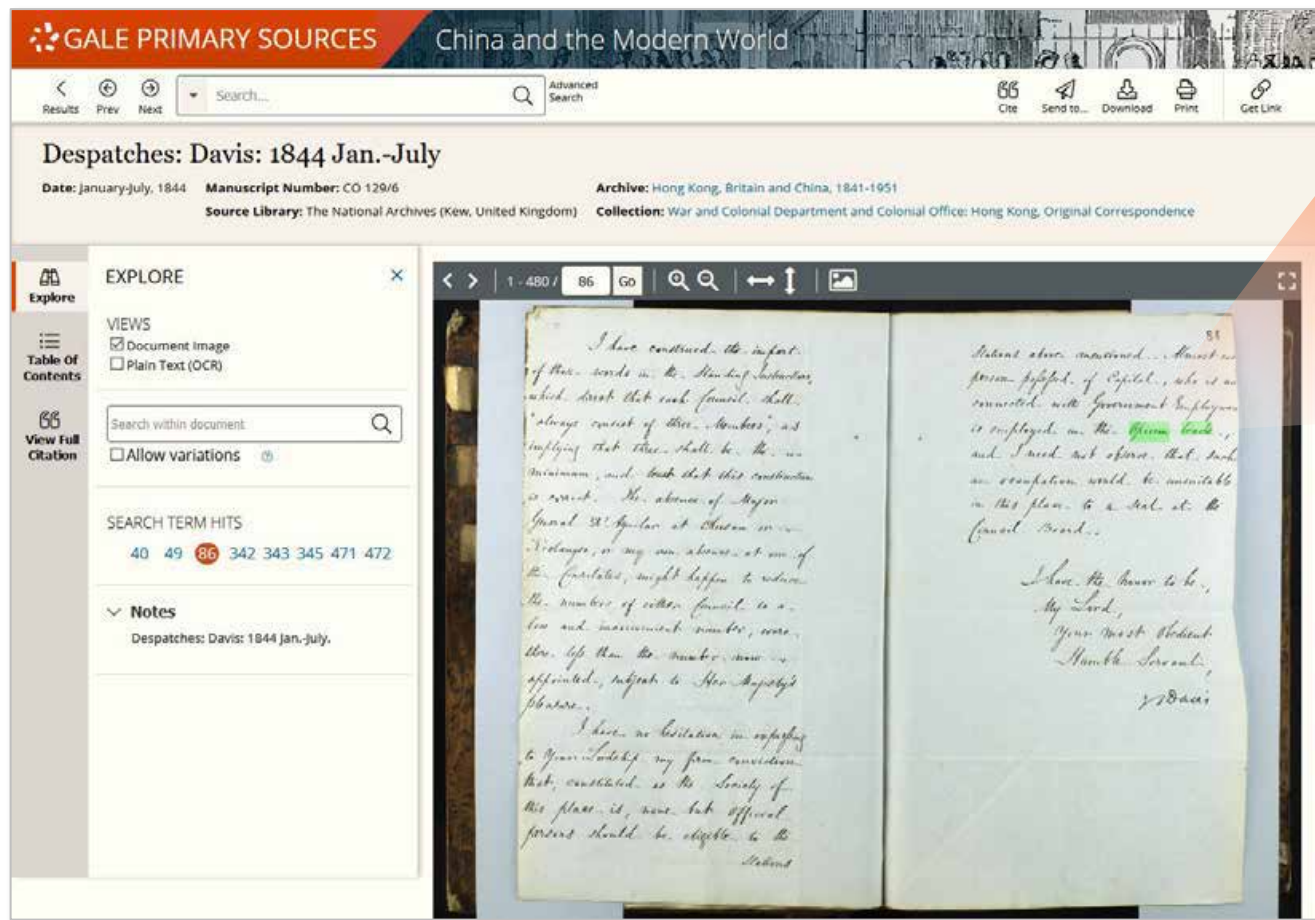 GALE PRIMARY SOURCES
China and the Modern World
Results
Prev
Next
Search...
Advanced
Search
Cite
Send to...
Download
Print
Get Link
Despatches: Davis: 1844 Jan.-July
Date: January-July, 1844
Manuscript Number: CO 129/6
Archive: Hong Kong, Britain and China, 1841-1951
Source Library: The National Archives (Kew, United Kingdom)
Collection: War and Colonial Department and Colonial Office: Hong Kong, Original Correspondence
Explore
Table Of
Contents
View Full
Citation
EXPLORE
VIEWS
Document Image
Plain Text (OCR)
Search within document
Allow variations
SEARCH TERM HITS
40 49 86 342 343 345 471 472
Notes
Despatches: Davis: 1844 Jan.-July.
1 - 480 /
86
Go
I have construed the import
of these words in the Standing Instructions,
which direct that each Council shall
"always consist of three Members", as
implying that three shall be the
minimum, and trust that this construction
is correct. The absence of Major
General D'Aguilar at Chusan or
Kolangso, or my own absence at one of
the Consulates, might happen to reduce
the number of either Council to a
low and inconvenient number, were
there less than the number now
appointed, subject to Her Majesty's
pleasure.
I have no hesitation in expressing
to Your Lordship my firm conviction
that, constituted as the Society of
this place is, none but Official
persons should be eligible to the
Stations
86
Stations above mentioned. Almost
person possessed of Capital, who is
connected with Government Employment
is employed in the Opium trade,
and I need not observe that such
an occupation would be unsuitable
in this place to a Seat at the
Council Board.
I have the honor to be,
My Lord,
Your most Obedient
Humble Servant,
Davis